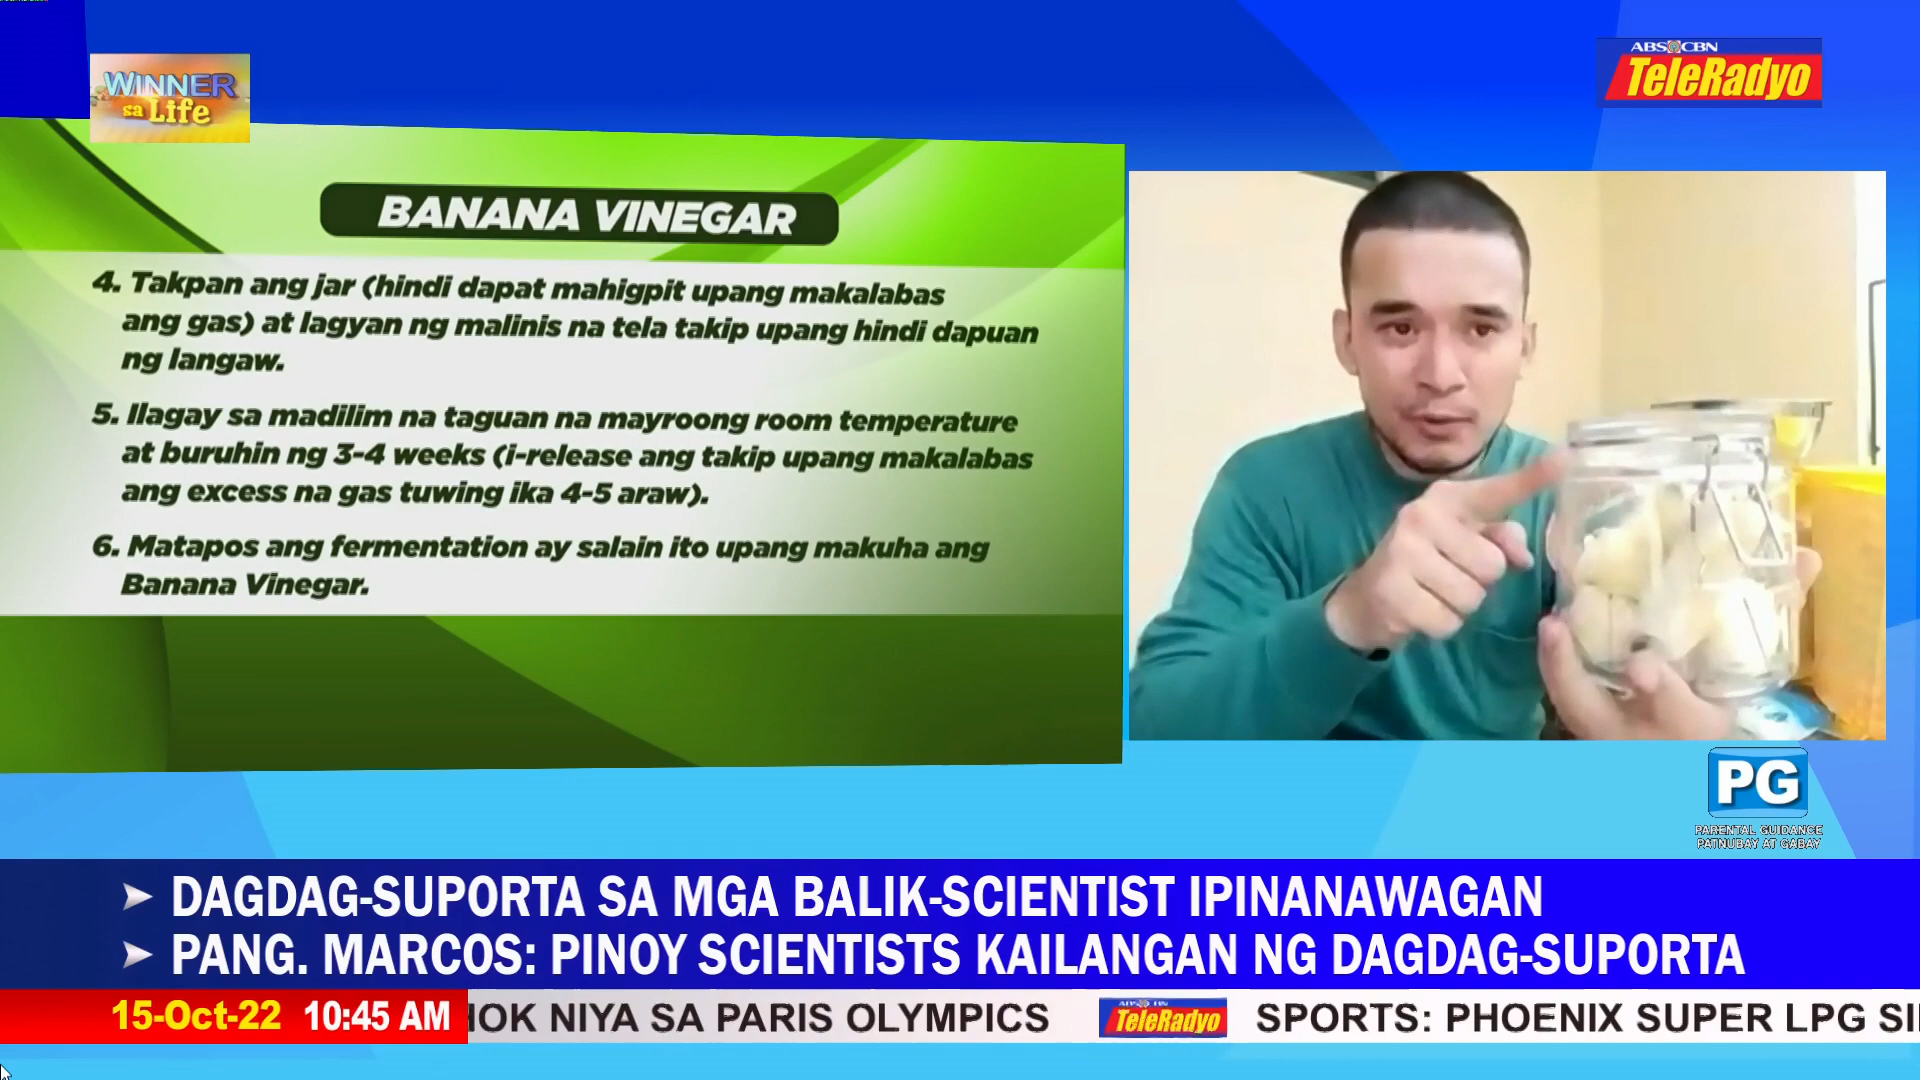 WINNER
sa Life
ABS CBN
TeleRadyo
BANANA VINEGAR
4. Takpan ang jar (hindi dapat mahigpit upang makalabas
ang gas) at lagyan ng malinis na tela takip upang hindi dapuan
ng langaw.
5. Ilagay sa madilim na taguan na mayroong room temperature
at buruhin ng 3-4 weeks (i-release ang takip upang makalabas
ang excess na gas tuwing ika 4-5 araw).
6. Matapos ang fermentation ay salain ito upang makuha ang
Banana Vinegar.
PG
PARENTAL GUIDANCE
PATNUBAY AT GABAY
DAGDAG-SUPORTA SA MGA BALIK-SCIENTIST IPINANAWAGAN
PANG. MARCOS: PINOY SCIENTISTS KAILANGAN NG DAGDAG-SUPORTA
15-Oct-22 10:45 AM HOK NIYA SA PARIS OLYMPICS ABS CBN TeleRadyo SPORTS: PHOENIX SUPER LPG